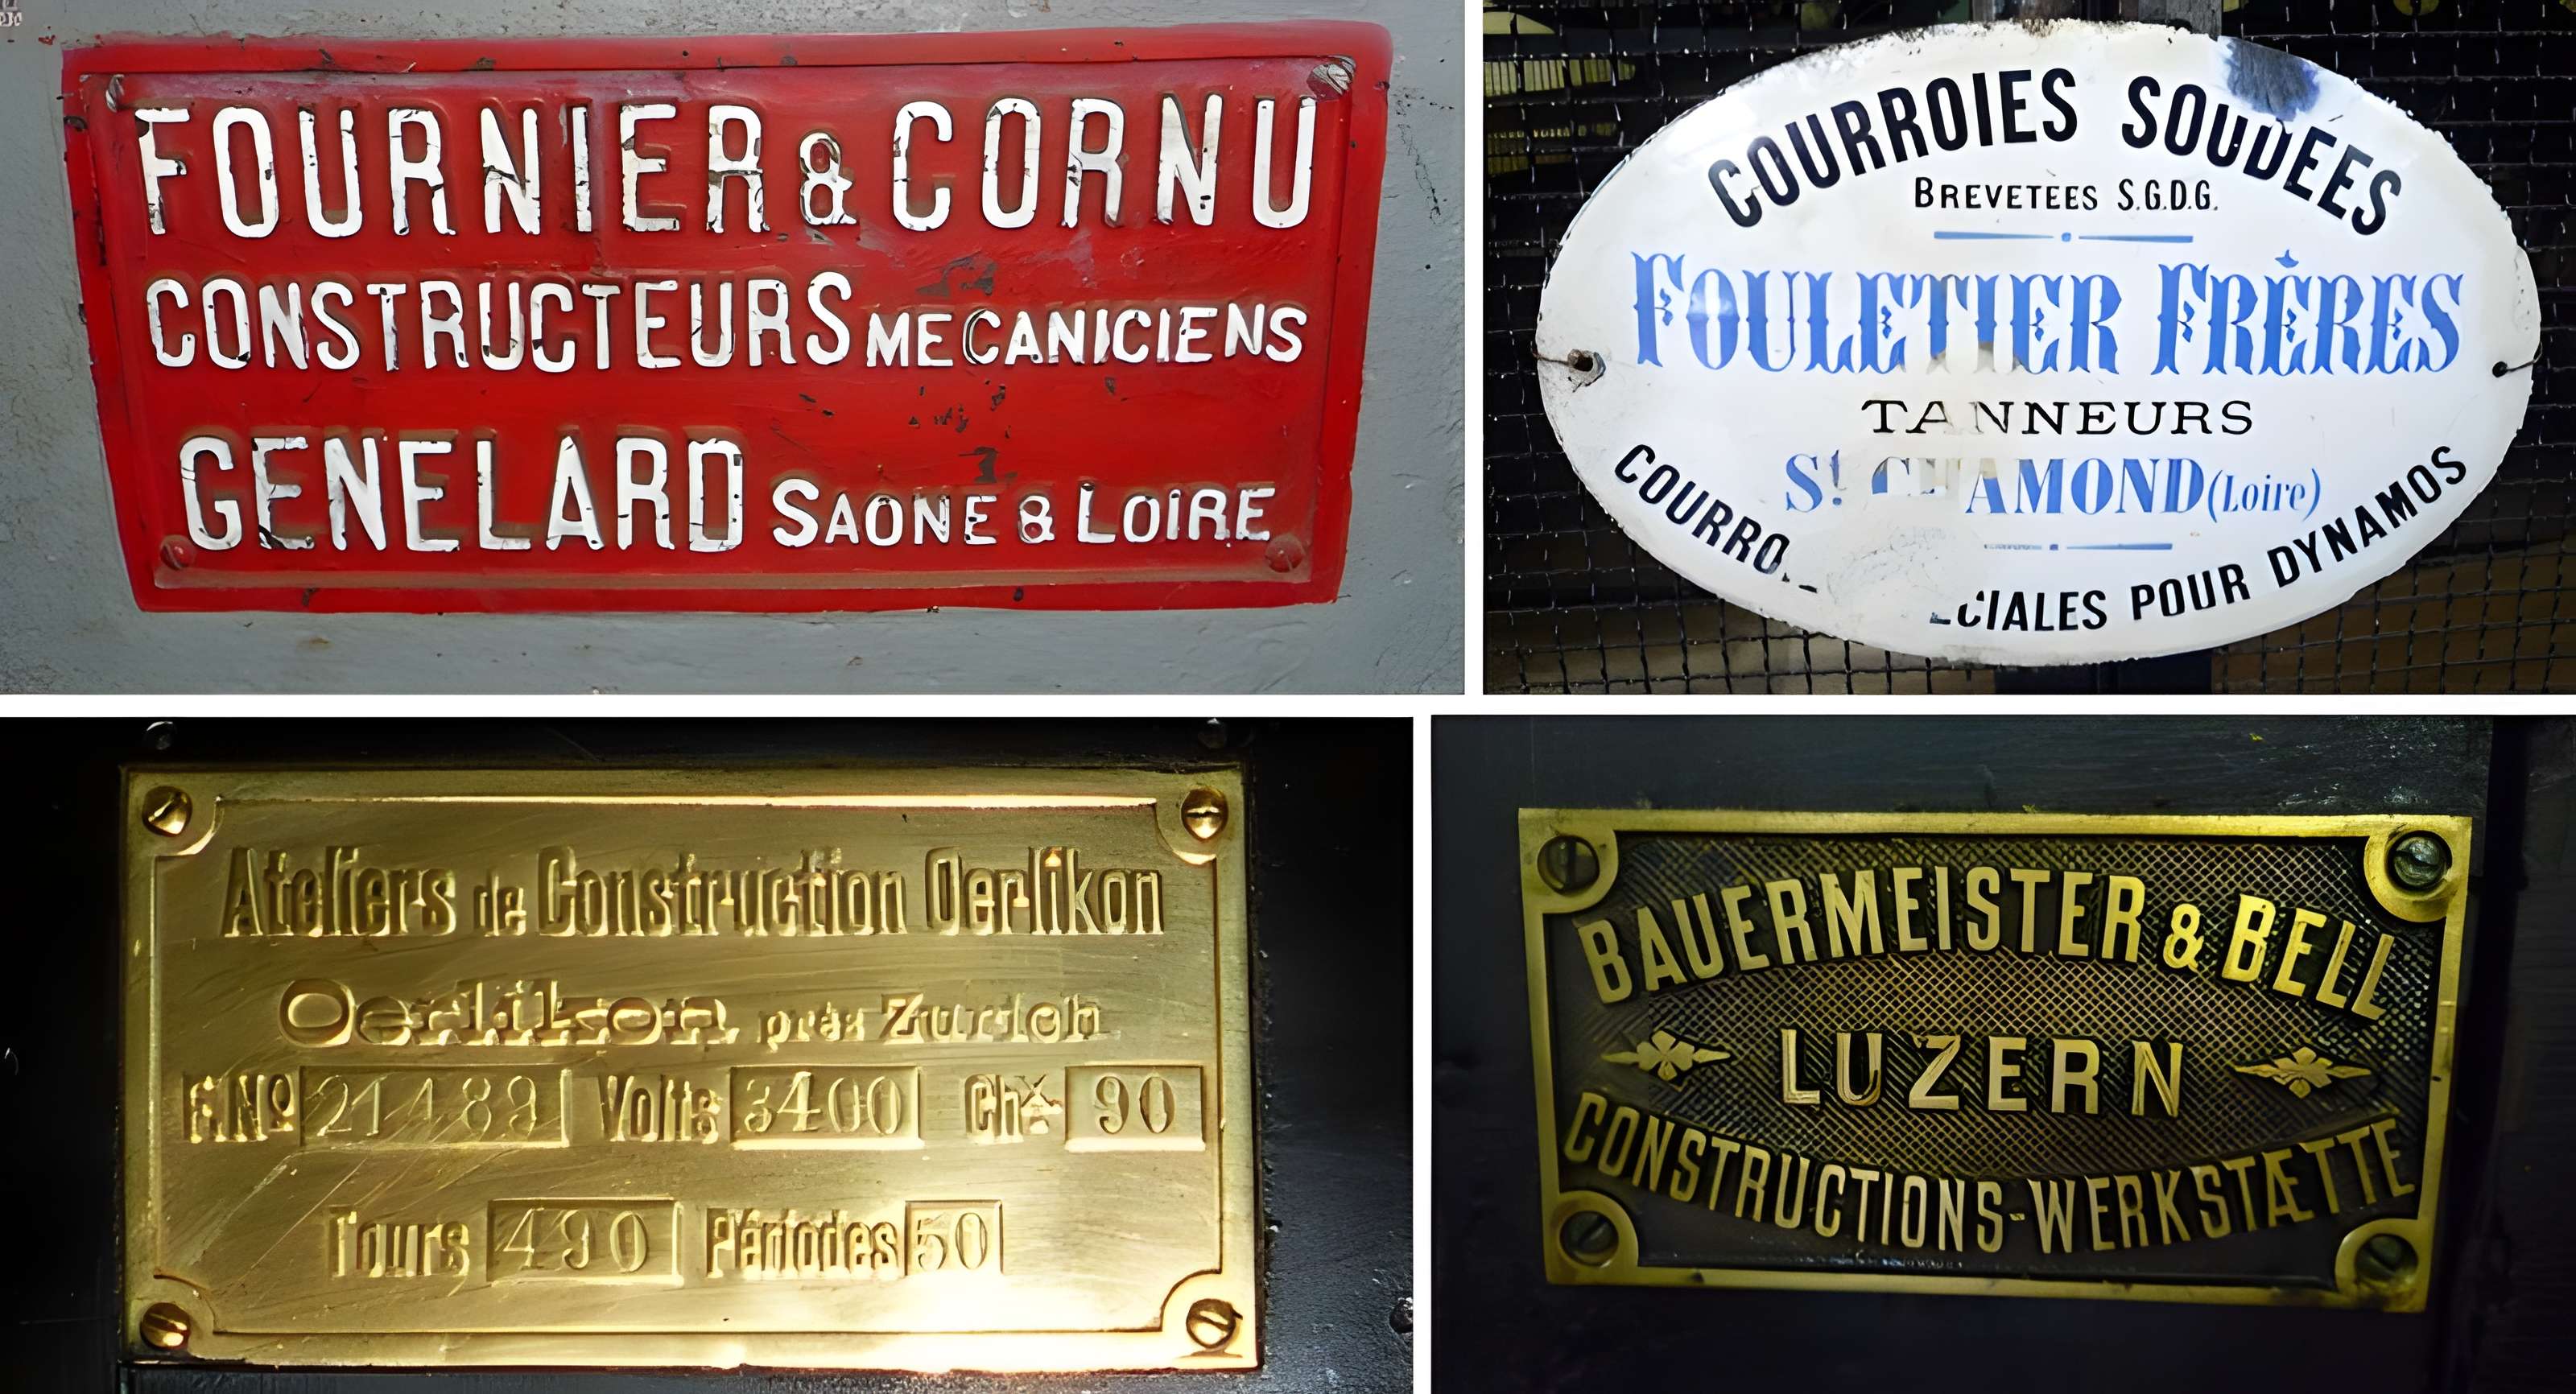 FOURNIER & CORNU
CONSTRUCTEURS MECANICIENS
GENELARD SAONE & LOIRE
COURROIES SOUDEES
BREVETEES S.G.D.G.
FOULETIER FRÈRES
TANNEURS
St CHAMOND (Loire)
POUR DYNAMOS
Ateliers de Construction Oerlikon
Oerlikon près Zurich
F.No 21489 Volts 3400 Chx 90
Tours 490 Périodes 50
BAUERMEISTER & BELL
LUZERN
CONSTRUCTIONS-WERKSTÆTTE